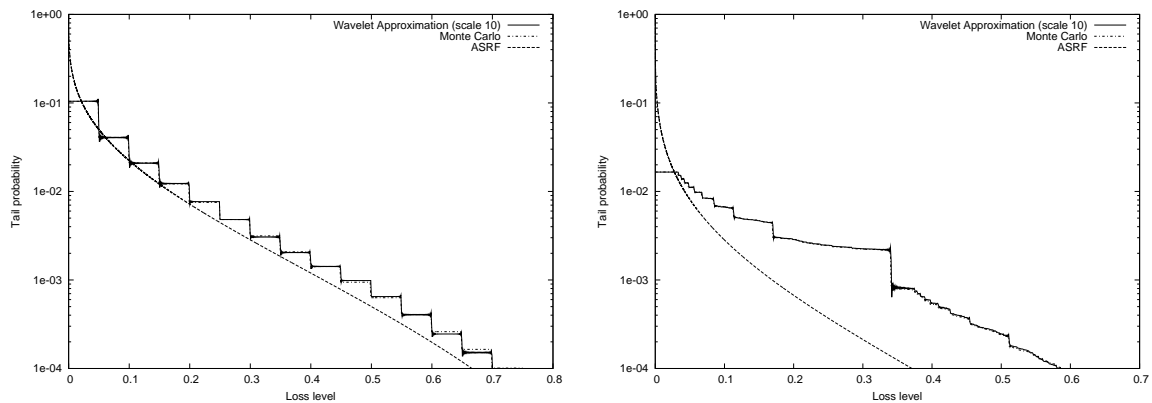 1e+00
1e-01
1e-02
1e-03
1e-04
Tail probability
Wavelet Approximation (scale 10)
Monte Carlo
ASRF
0 0.1 0.2 0.3 0.4 0.5 0.6 0.7 0.8
Loss level
1e+00
1e-01
1e-02
1e-03
1e-04
Tail probability
Wavelet Approximation (scale 10)
Monte Carlo
ASRF
0 0.1 0.2 0.3 0.4 0.5 0.6 0.7
Loss level